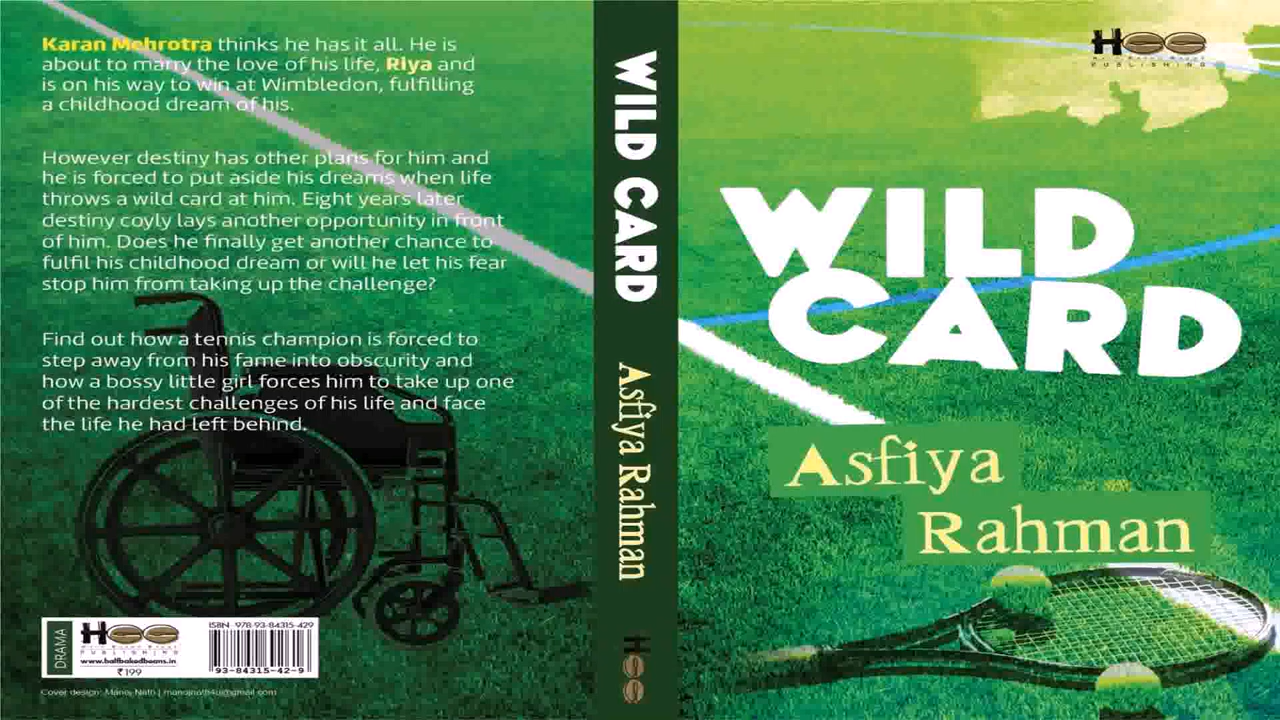 Karan Mehrotra thinks he has it all. He is
about to marry the love of his life, Riya and
is on his way to win at Wimbledon, fulfilling
a childhood dream of his.
However destiny has other plans for him and
he is forced to put aside his dreams when life
throws a wild card at him. Eight years later
destiny coyly lays another opportunity in front
of him. Does he finally get another chance to
fulfil his childhood dream or will he let his fear
stop him from taking up the challenge?
Find out how a tennis champion is forced to
step away from his fame into obscurity and
how a bossy little girl forces him to take up one
of the hardest challenges of his life and face
the life he had left behind.
DRAMA
PUBLISHING
www.halfbakedbeans.in
₹199
ISBN 978-93-84315-429
93-84315-42-9
Cover design: Manoj Nath | manojnath4u@gmail.com
WILD CARD
Asfiya Rahman
PUBLISHING
WILD
CARD
Asfiya
Rahman